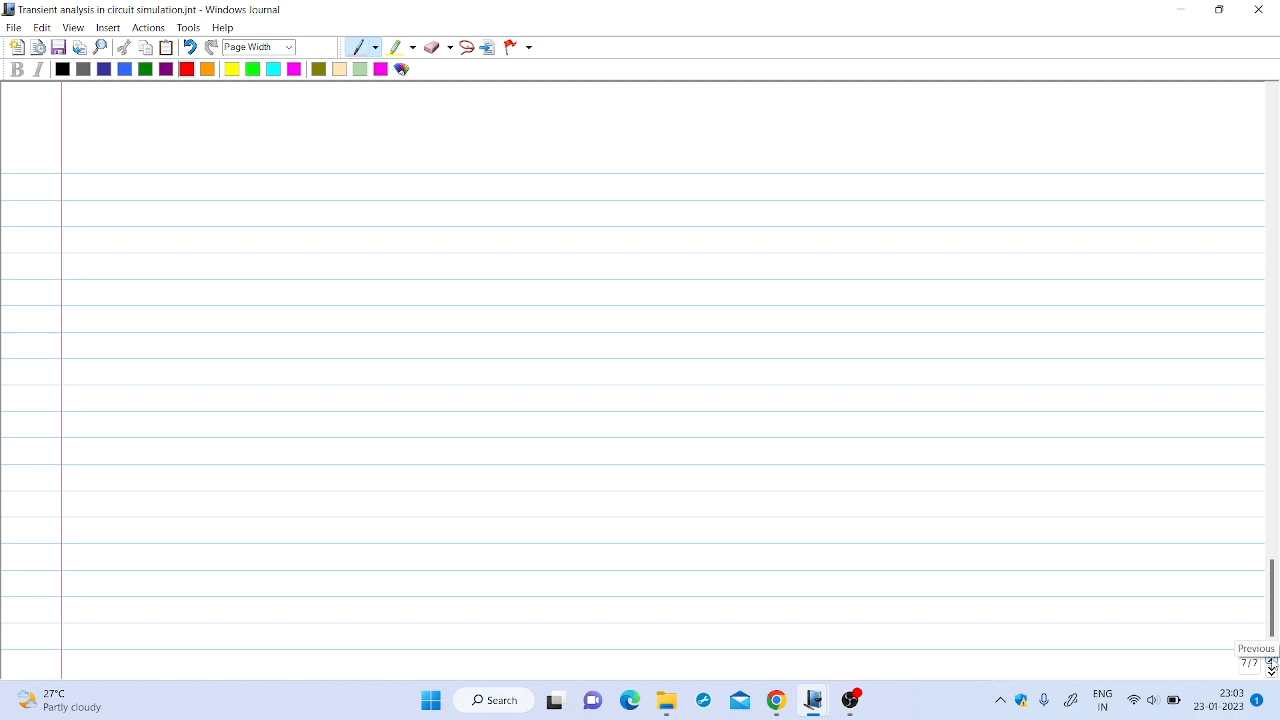 Transient analysis in circuit simulation.jnt - Windows Journal
File Edit View Insert Actions Tools Help
Page Width
B I
Previous
7/7
27°C
Partly cloudy
Search
ENG
IN
23:03
23-01-2023
1